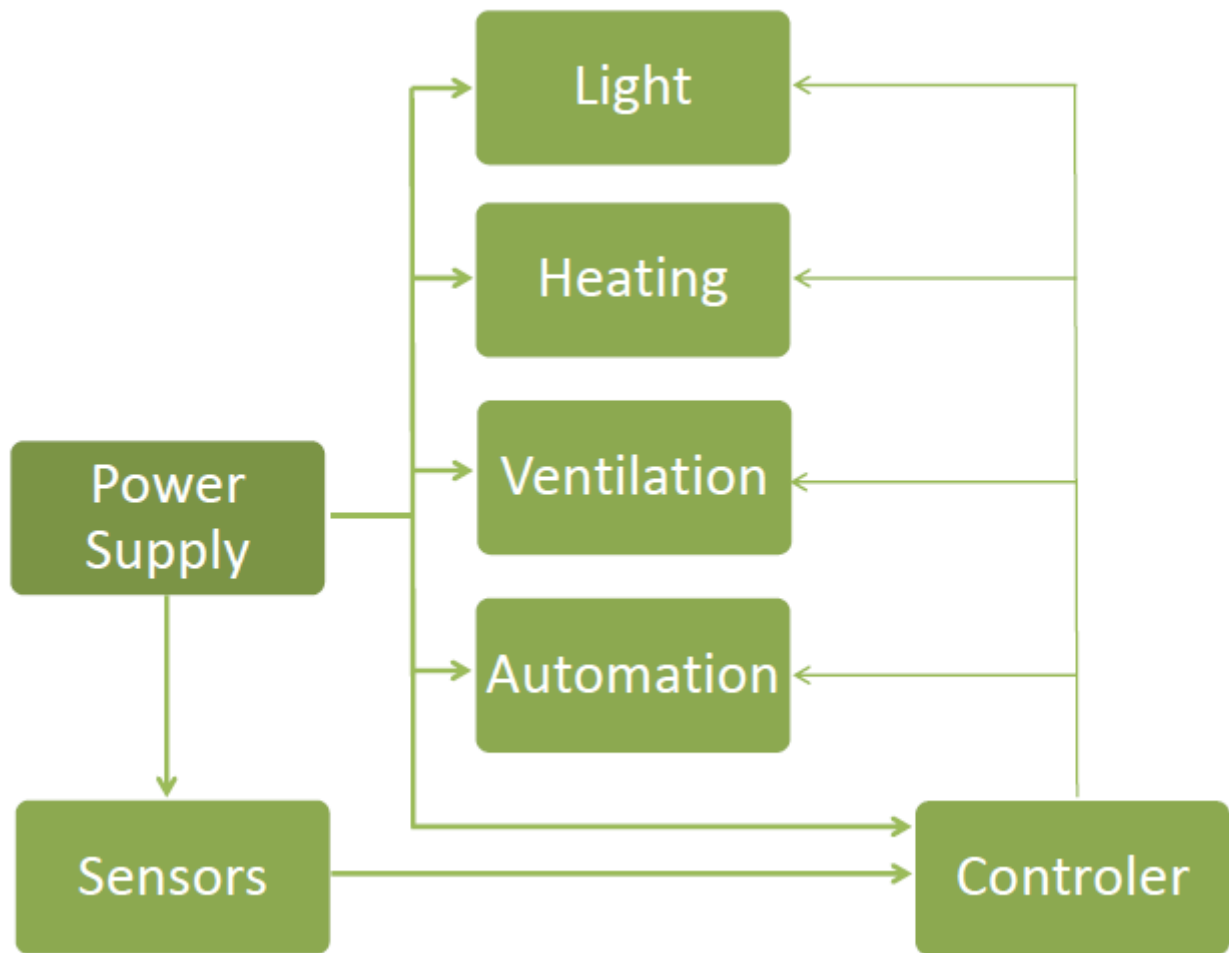 Light
Heating
Ventilation
Power
Supply
Automation
Sensors
Controler